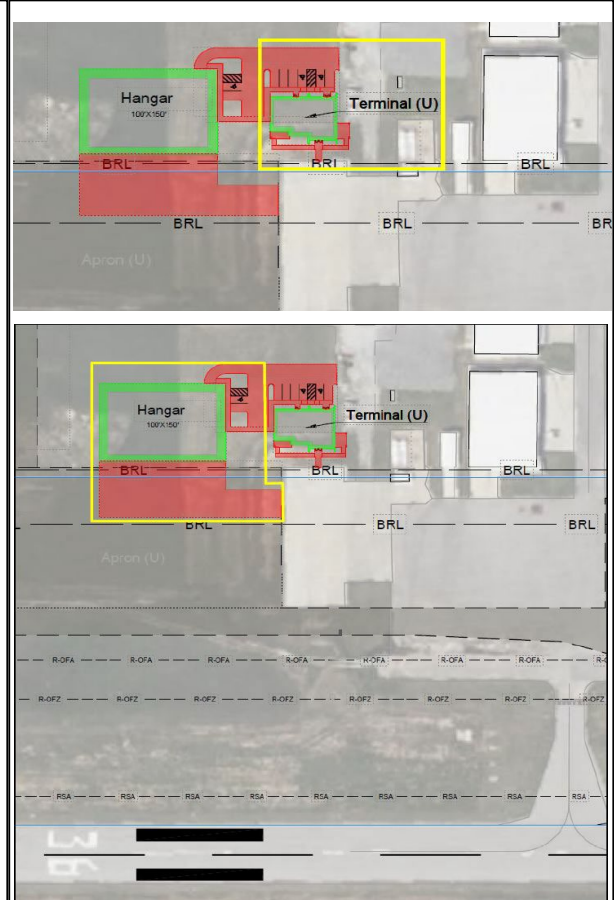 Hangar
100'X150'
Terminal (U)
BRL BRL BRL
BRL BRL BR
Apron (U)
Hangar
100'X150'
Terminal (U)
BRL BRL BRL
BRL BRL BRL
Apron (U)
R-OFA R-OFA R-OFA R-OFA R-OFA R-OFA R-OFA R-O
R-OFZ R-OFZ R-OFZ R-OFZ R-OFZ R-OFZ R-OFZ R-OFZ
RSA RSA RSA RSA RSA RSA RSA RSA